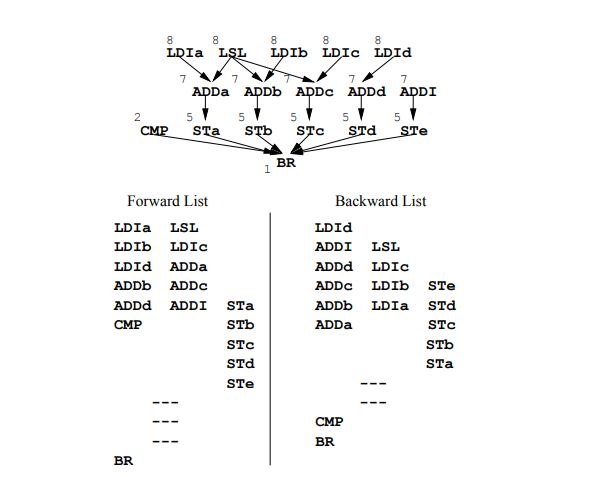 8 8 8 8 8
LDIa LSL LDIb LDIc LDId
7 7 7 7 7
ADDa ADDb ADDc ADDd ADDI
2 5 5 5 5 5
CMP STa STb STc STd STe
1 BR
Forward List Backward List
LDIa LSL LDId
LDIb LDIc ADDI LSL
LDId ADDa ADDd LDIc
ADDb ADDc ADDc LDIb STe
ADDd ADDI STa ADDb LDIa STd
CMP STb ADDa STc
STc STb
STd STa
STe ---
--- ---
--- CMP
--- BR
BR